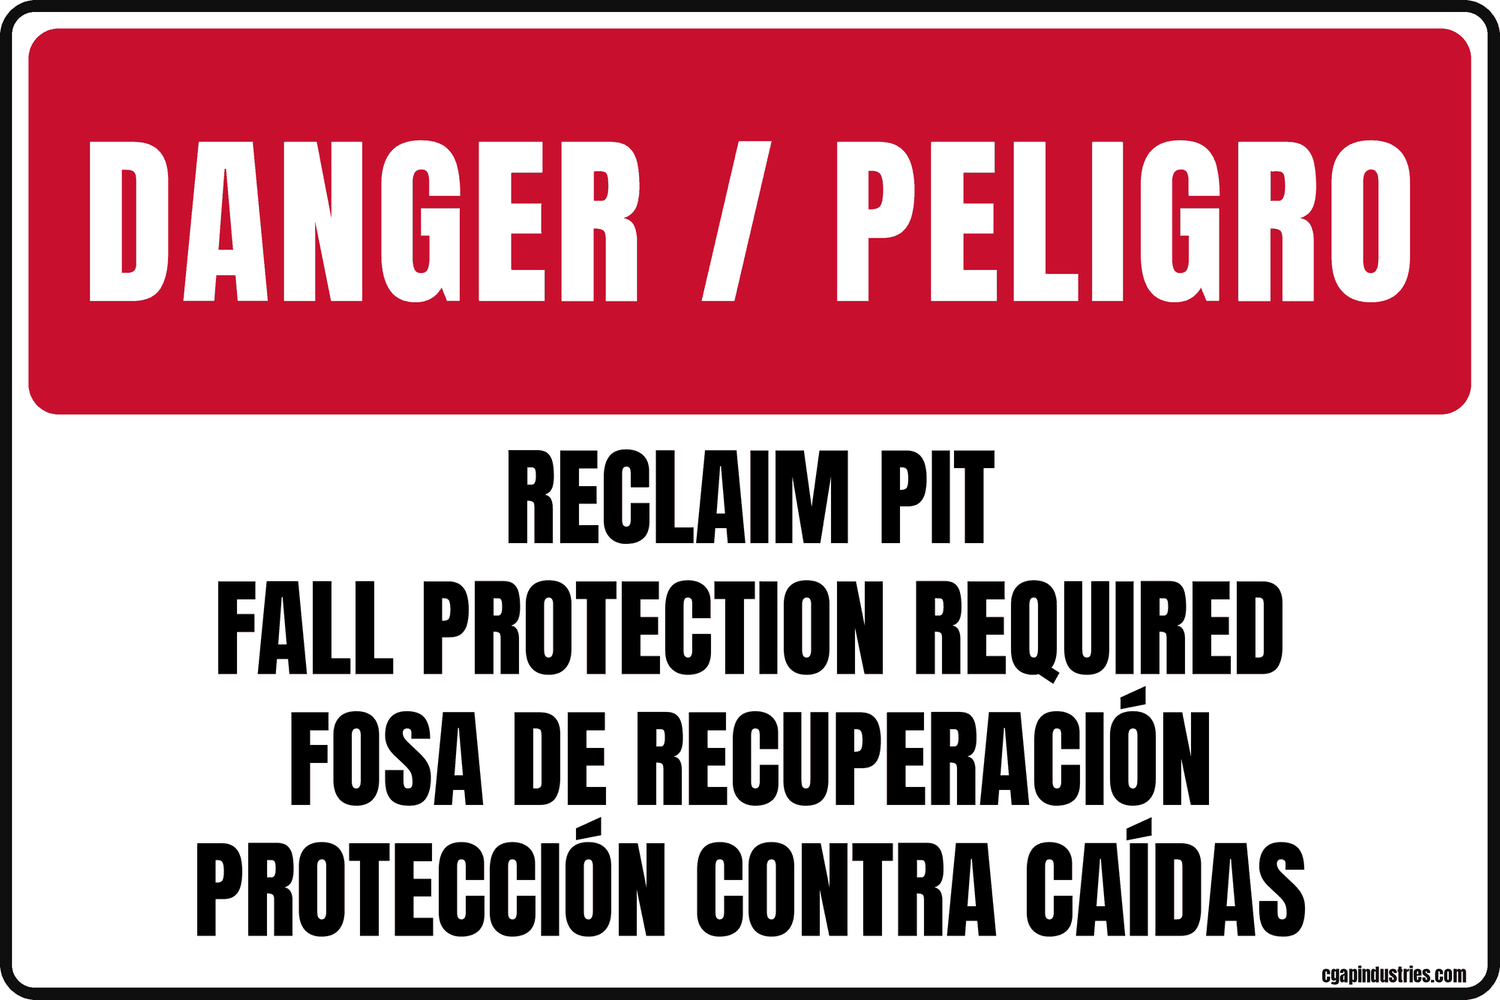 DANGER / PELIGRO
RECLAIM PIT
FALL PROTECTION REQUIRED
FOSA DE RECUPERACIÓN
PROTECCIÓN CONTRA CAÍDAS
cgapindustries.com